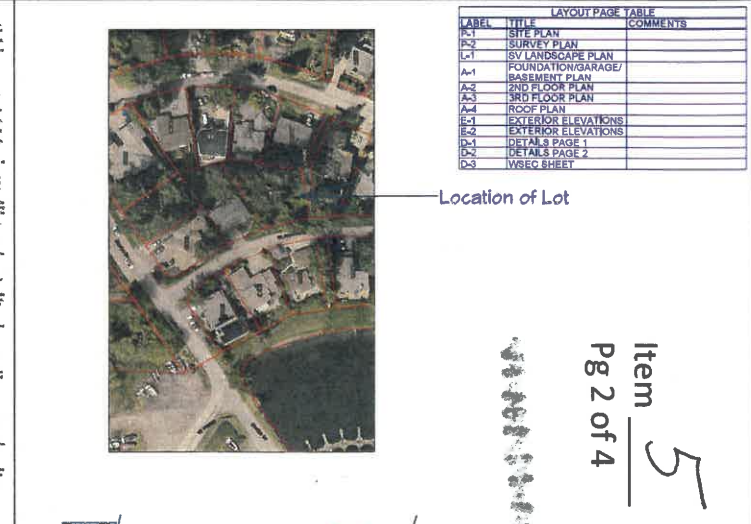 LAYOUT PAGE TABLE
LABEL TITLE COMMENTS
P-1 SITE PLAN
P-2 SURVEY PLAN
L-1 SV LANDSCAPE PLAN
A-1 FOUNDATION/GARAGE/
BASEMENT PLAN
A-2 2ND FLOOR PLAN
A-3 3RD FLOOR PLAN
A-4 ROOF PLAN
E-1 EXTERIOR ELEVATIONS
E-2 EXTERIOR ELEVATIONS
D-1 DETAILS PAGE 1
D-2 DETAILS PAGE 2
D-3 WSEC SHEET
Location of Lot
Item 5
Pg 2 of 4